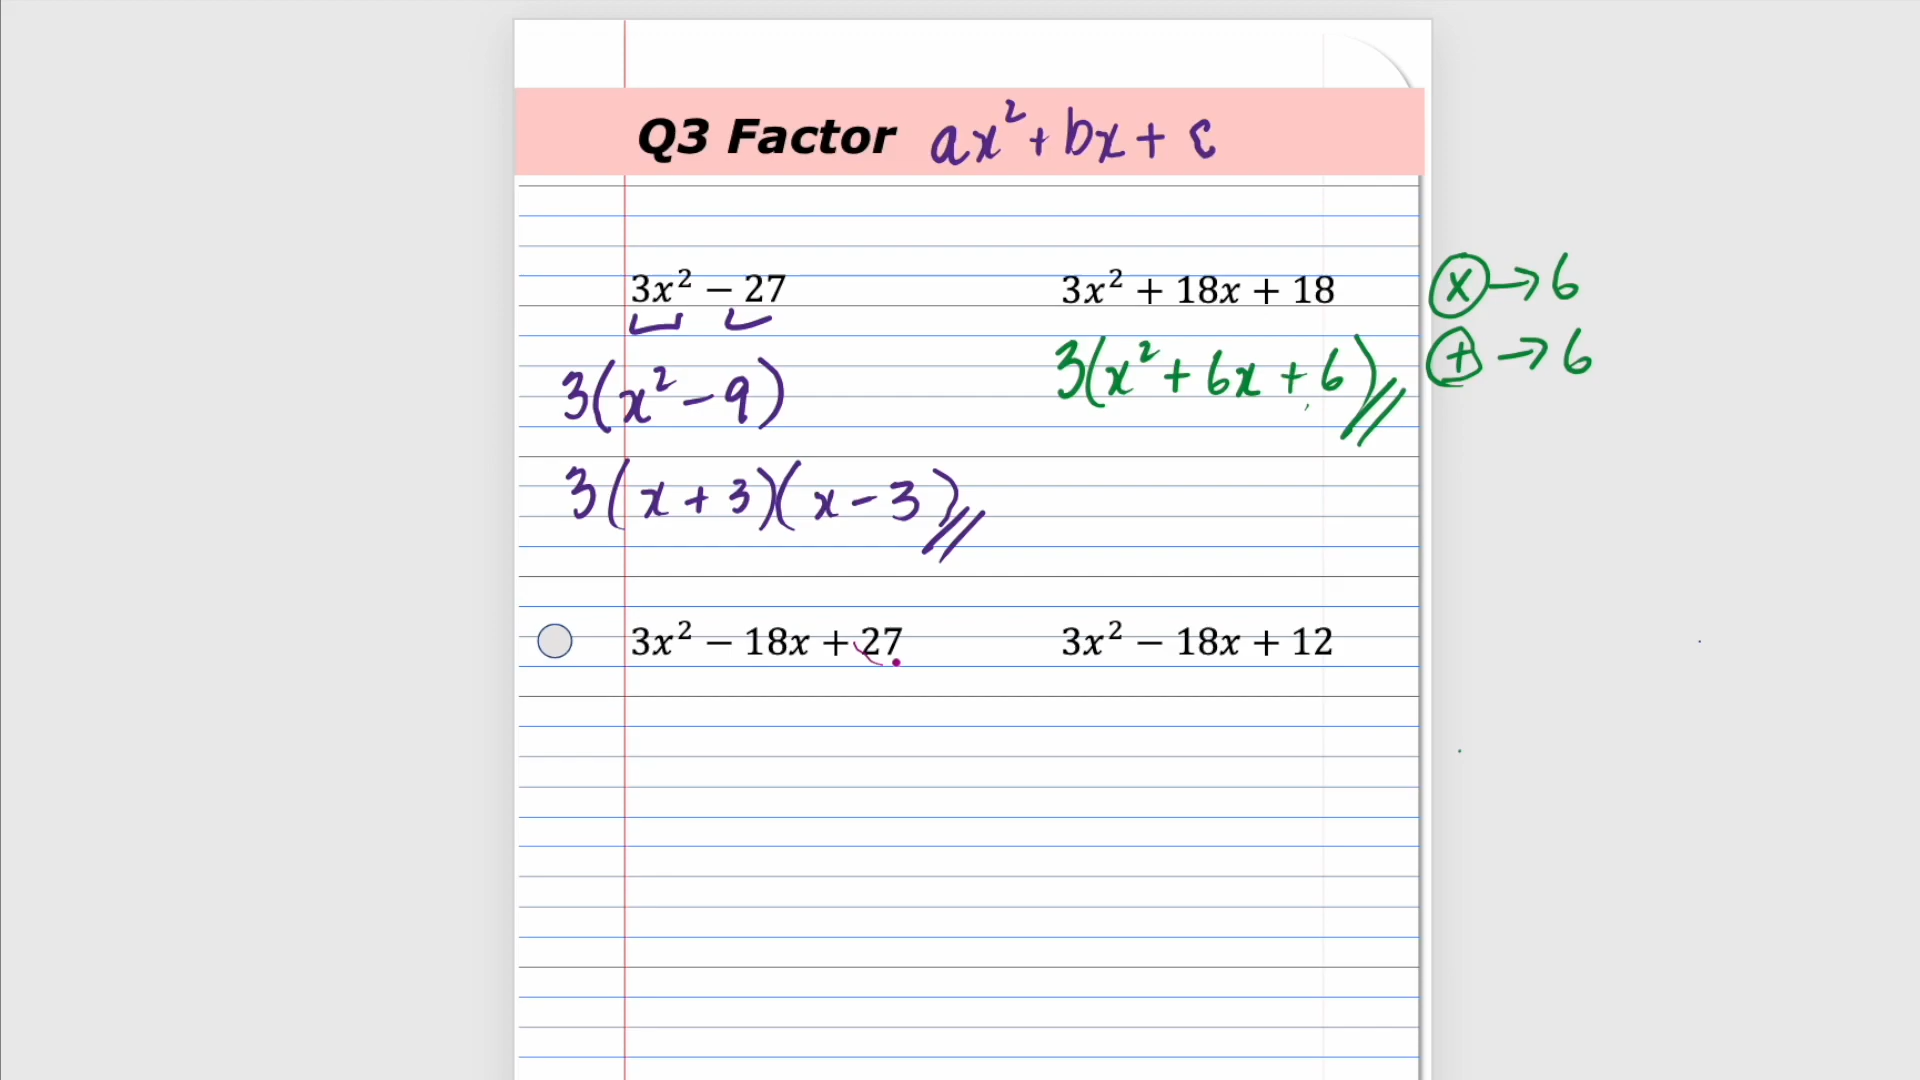 Q3 Factor ax² + bx + c
3x² − 27
3(x² − 9)
3(x + 3)(x − 3)
3x² + 18x + 18
3(x² + 6x + 6)
x → 6
+ → 6
3x² − 18x + 27
3x² − 18x + 12